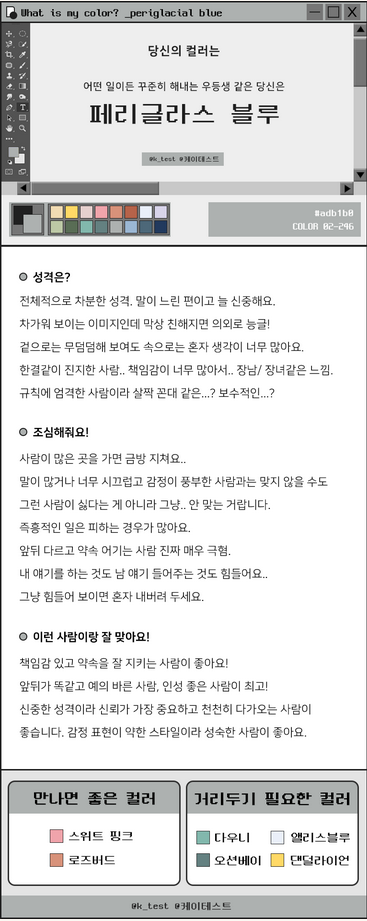 What is my color? _periglacial blue
당신의 컬러는
어떤 일이든 꾸준히 해내는 우등생 같은 당신은
페리글라스 블루
@k_test @케이테스트
#adb1b0
COLOR 02-246
성격은?
전체적으로 차분한 성격. 말이 느린 편이고 늘 신중해요.
차가워 보이는 이미지인데 막상 친해지면 의외로 능글!
겉으로는 무덤덤해 보여도 속으로는 혼자 생각이 너무 많아요.
한결같이 진지한 사람.. 책임감이 너무 많아서.. 장남/ 장녀같은 느낌.
규칙에 엄격한 사람이라 살짝 꼰대 같은...? 보수적인...?
조심해줘요!
사람이 많은 곳을 가면 금방 지쳐요..
말이 많거나 너무 시끄럽고 감정이 풍부한 사람과는 맞지 않을 수도
그런 사람이 싫다는 게 아니라 그냥.. 안 맞는 거랍니다.
즉흥적인 일은 피하는 경우가 많아요.
앞뒤 다르고 약속 어기는 사람 진짜 매우 극혐.
내 얘기를 하는 것도 남 얘기 들어주는 것도 힘들어요..
그냥 힘들어 보이면 혼자 내버려 두세요.
이런 사람이랑 잘 맞아요!
책임감 있고 약속을 잘 지키는 사람이 좋아요!
앞뒤가 똑같고 예의 바른 사람, 인성 좋은 사람이 최고!
신중한 성격이라 신뢰가 가장 중요하고 천천히 다가오는 사람이
좋습니다. 감정 표현이 약한 스타일이라 성숙한 사람이 좋아요.
만나면 좋은 컬러
스위트 핑크
로즈버드
거리두기 필요한 컬러
다우니 앨리스블루
오션베이 댄덜라이언
@k_test @케이테스트